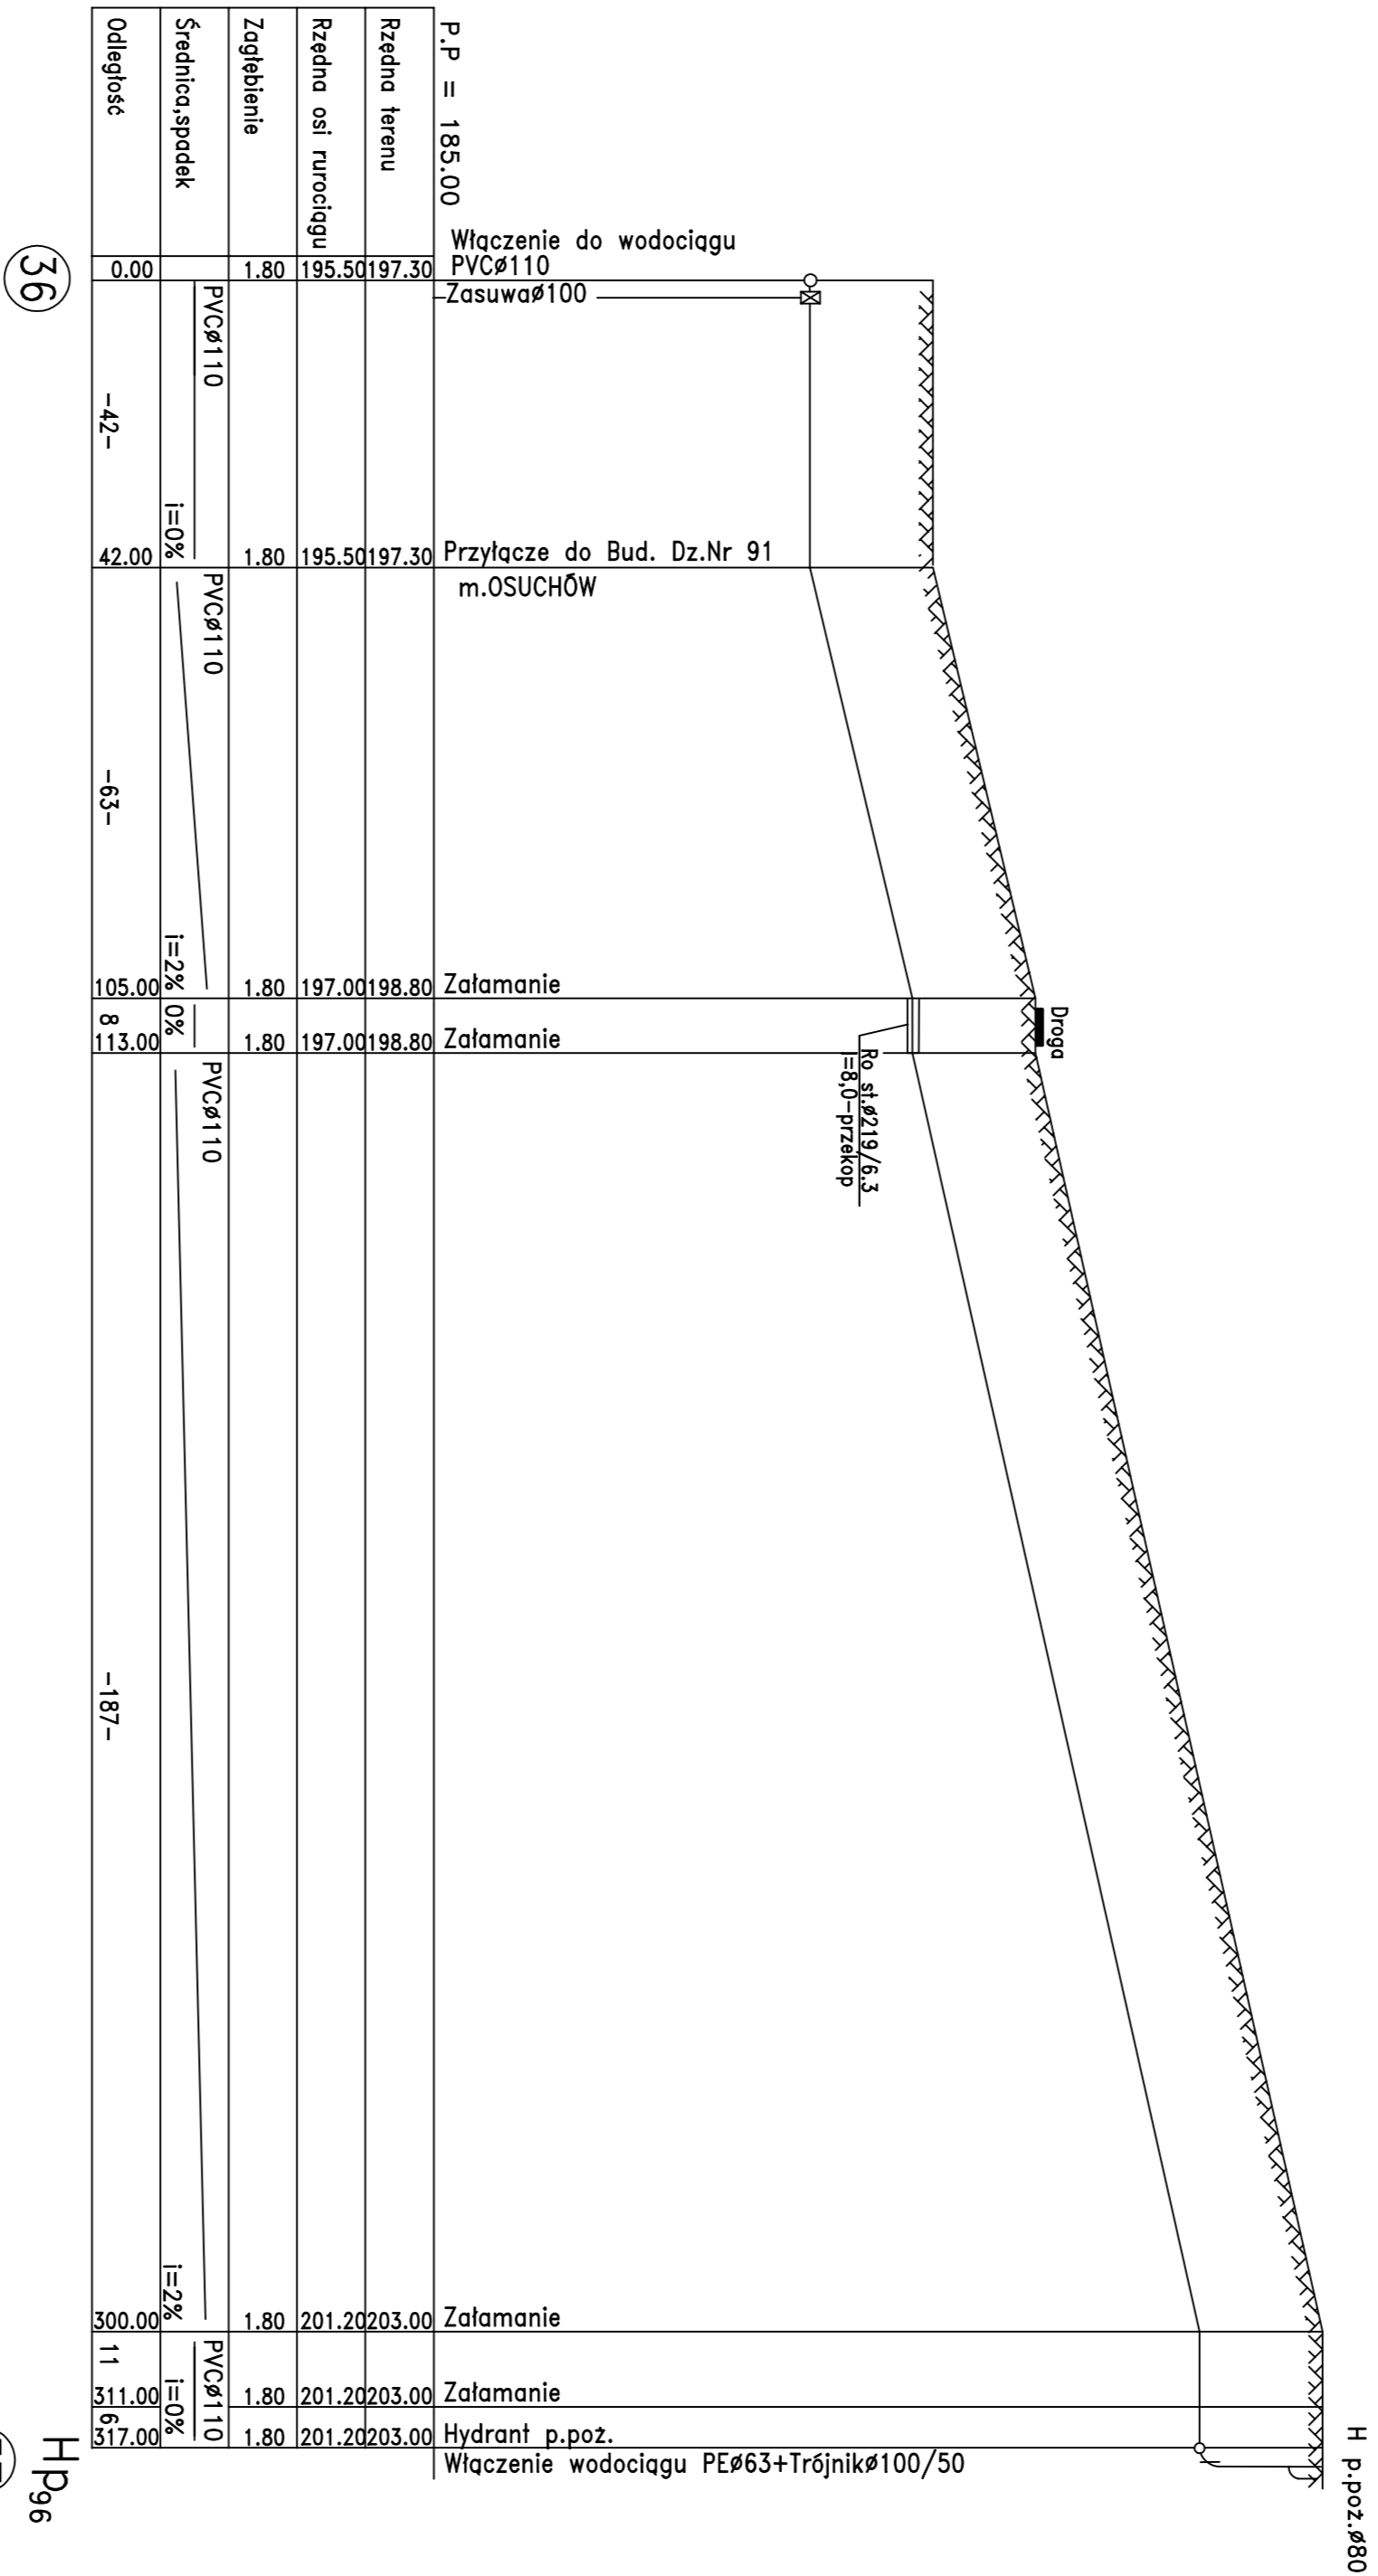 H p.poż.ø80
Droga
Ro st.ø219/6.3
l=8,0-przekop
P.P = 185.00
Włączenie do wodociągu
PVCø110
Zasuwaø100
Przyłącze do Bud. Dz.Nr 91
m.OSUCHÓW
Załamanie
Załamanie
Załamanie
Załamanie
Hydrant p.poż.
Włączenie wodociągu PEø63+Trójnikø100/50
Rzędna terenu 197.30 197.30 198.80 198.80 203.00 203.00 203.00
Rzędna osi rurociągu 195.50 195.50 197.00 197.00 201.20 201.20 201.20
Zagłębienie 1.80 1.80 1.80 1.80 1.80 1.80 1.80
Średnica,spadek
PVCø110 i=0%
PVCø110 i=2%
0%
PVCø110 i=2%
PVCø110 i=0%
Odległość 0.00 -42- 42.00 -63- 105.00 8 113.00 -187- 300.00 11 311.00 6 317.00
36
Hp96